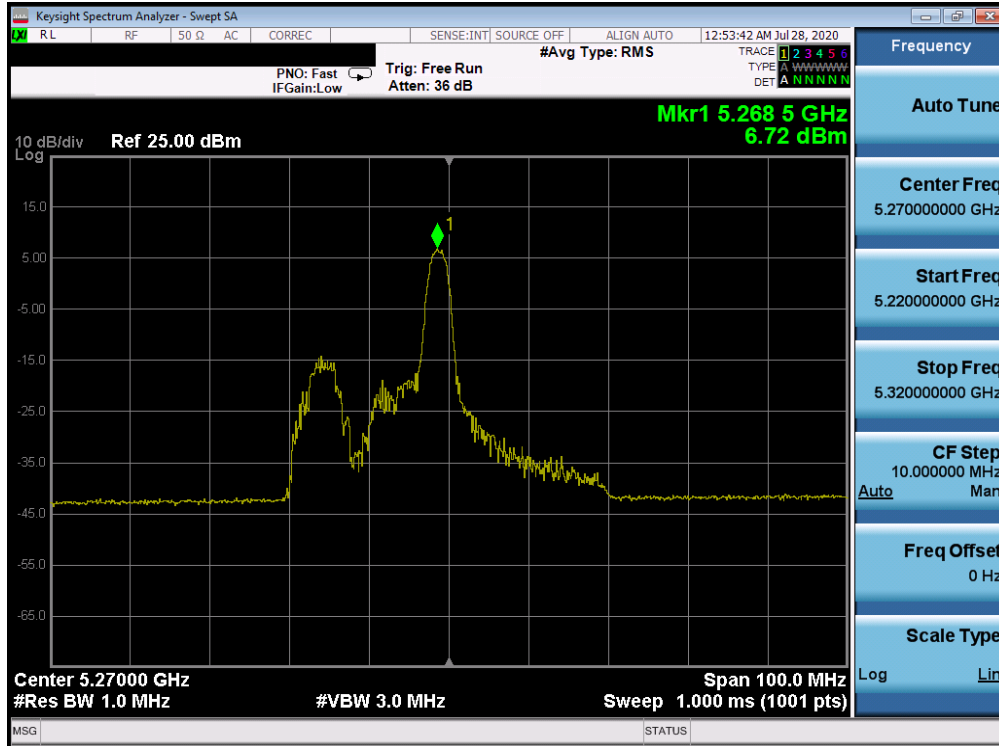 Keysight Spectrum Analyzer - Swept SA
LXI RL RF 50 Ω AC CORREC SENSE:INT SOURCE OFF ALIGN AUTO 12:53:42 AM Jul 28, 2020
#Avg Type: RMS
TRACE 1 2 3 4 5 6
PNO: Fast Trig: Free Run TYPE A WWWWW
IFGain:Low Atten: 36 dB DET A N N N N N
Mkr1 5.268 5 GHz
6.72 dBm
10 dB/div Ref 25.00 dBm
Log
1
15.0
5.00
-5.00
-15.0
-25.0
-35.0
-45.0
-55.0
-65.0
Center 5.27000 GHz Span 100.0 MHz
#Res BW 1.0 MHz #VBW 3.0 MHz Sweep 1.000 ms (1001 pts)
MSG STATUS
Frequency
Auto Tune
Center Freq
5.270000000 GHz
Start Freq
5.220000000 GHz
Stop Freq
5.320000000 GHz
CF Step
10.000000 MHz
Auto Man
Freq Offset
0 Hz
Scale Type
Log Lin